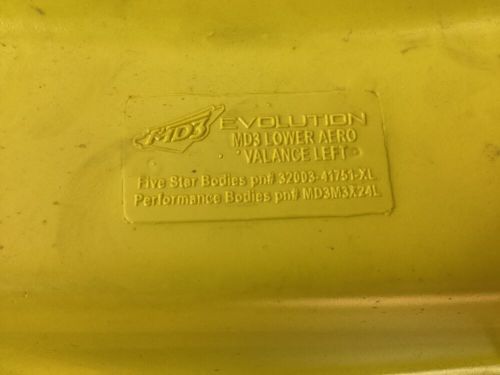 MD3 EVOLUTION
MD3 LOWER AERO
VALANCE LEFT
Five Star Bodies pn# 32003-41751-XL
Performance Bodies pn# MD3M3X24L